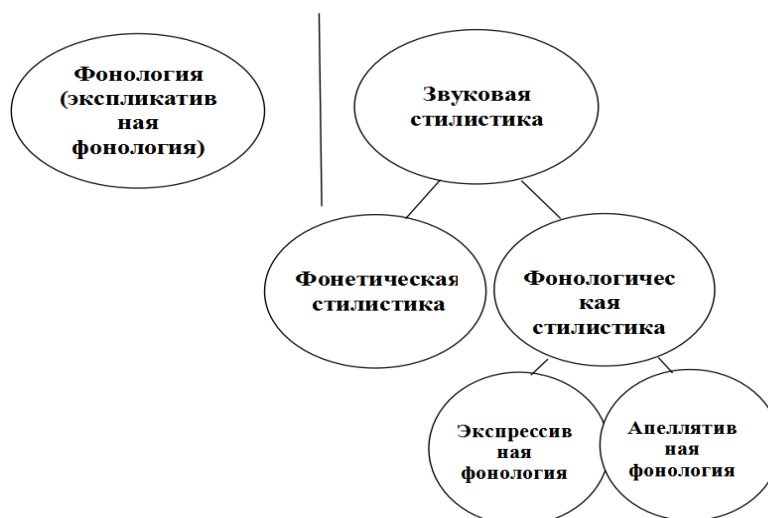 Фонология
(экспликатив
ная
фонология)
Звуковая
стилистика
Фонетическая
стилистика
Фонологичес
кая
стилистика
Экспрессив
ная
фонология
Апеллятив
ная
фонология